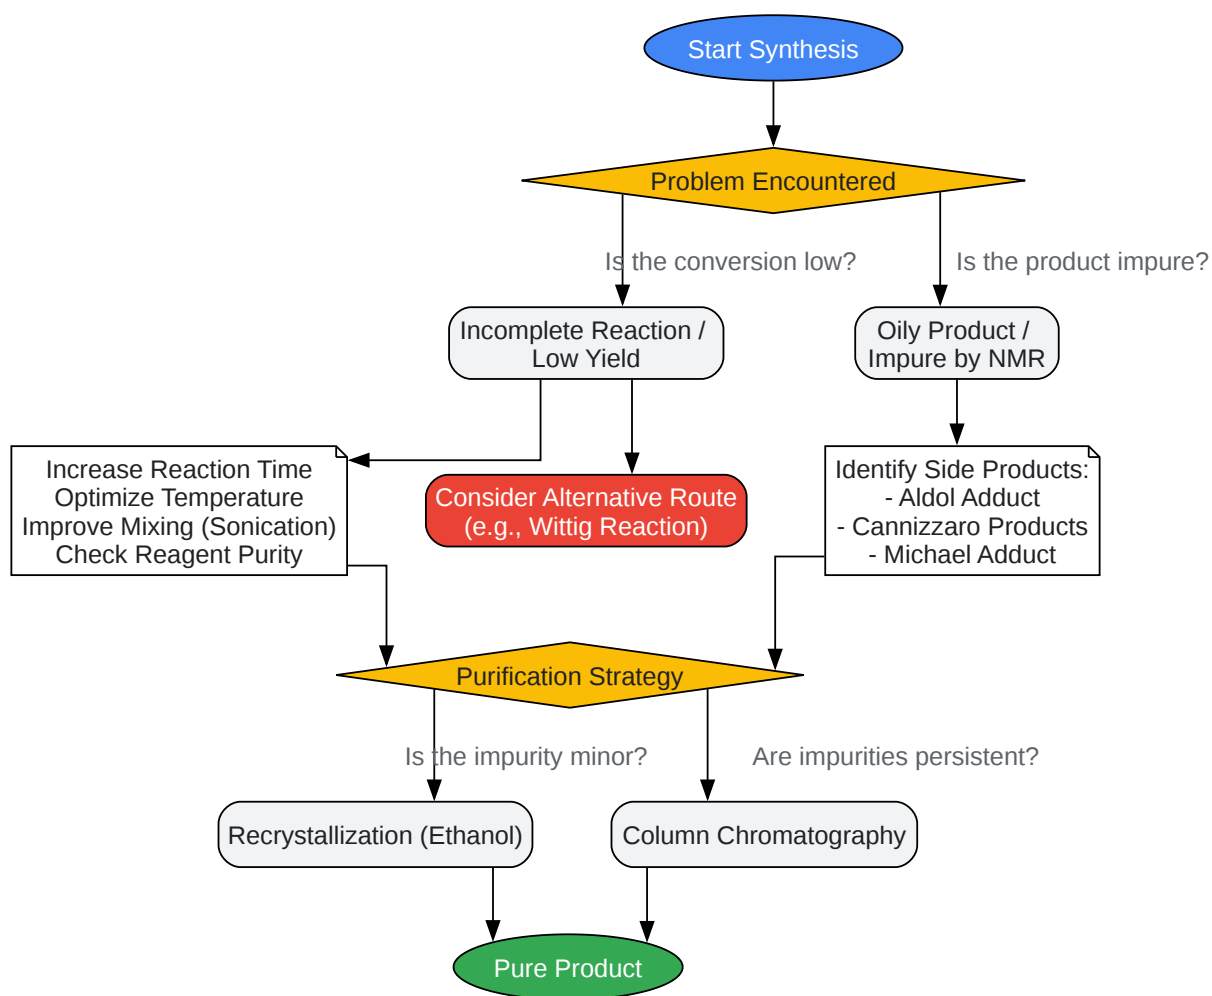 Start Synthesis
Problem Encountered
Is the conversion low?
Is the product impure?
Incomplete Reaction /
Low Yield
Oily Product /
Impure by NMR
Increase Reaction Time
Optimize Temperature
Improve Mixing (Sonication)
Check Reagent Purity
Consider Alternative Route
(e.g., Wittig Reaction)
Identify Side Products:
- Aldol Adduct
- Cannizzaro Products
- Michael Adduct
Purification Strategy
Is the impurity minor?
Are impurities persistent?
Recrystallization (Ethanol)
Column Chromatography
Pure Product